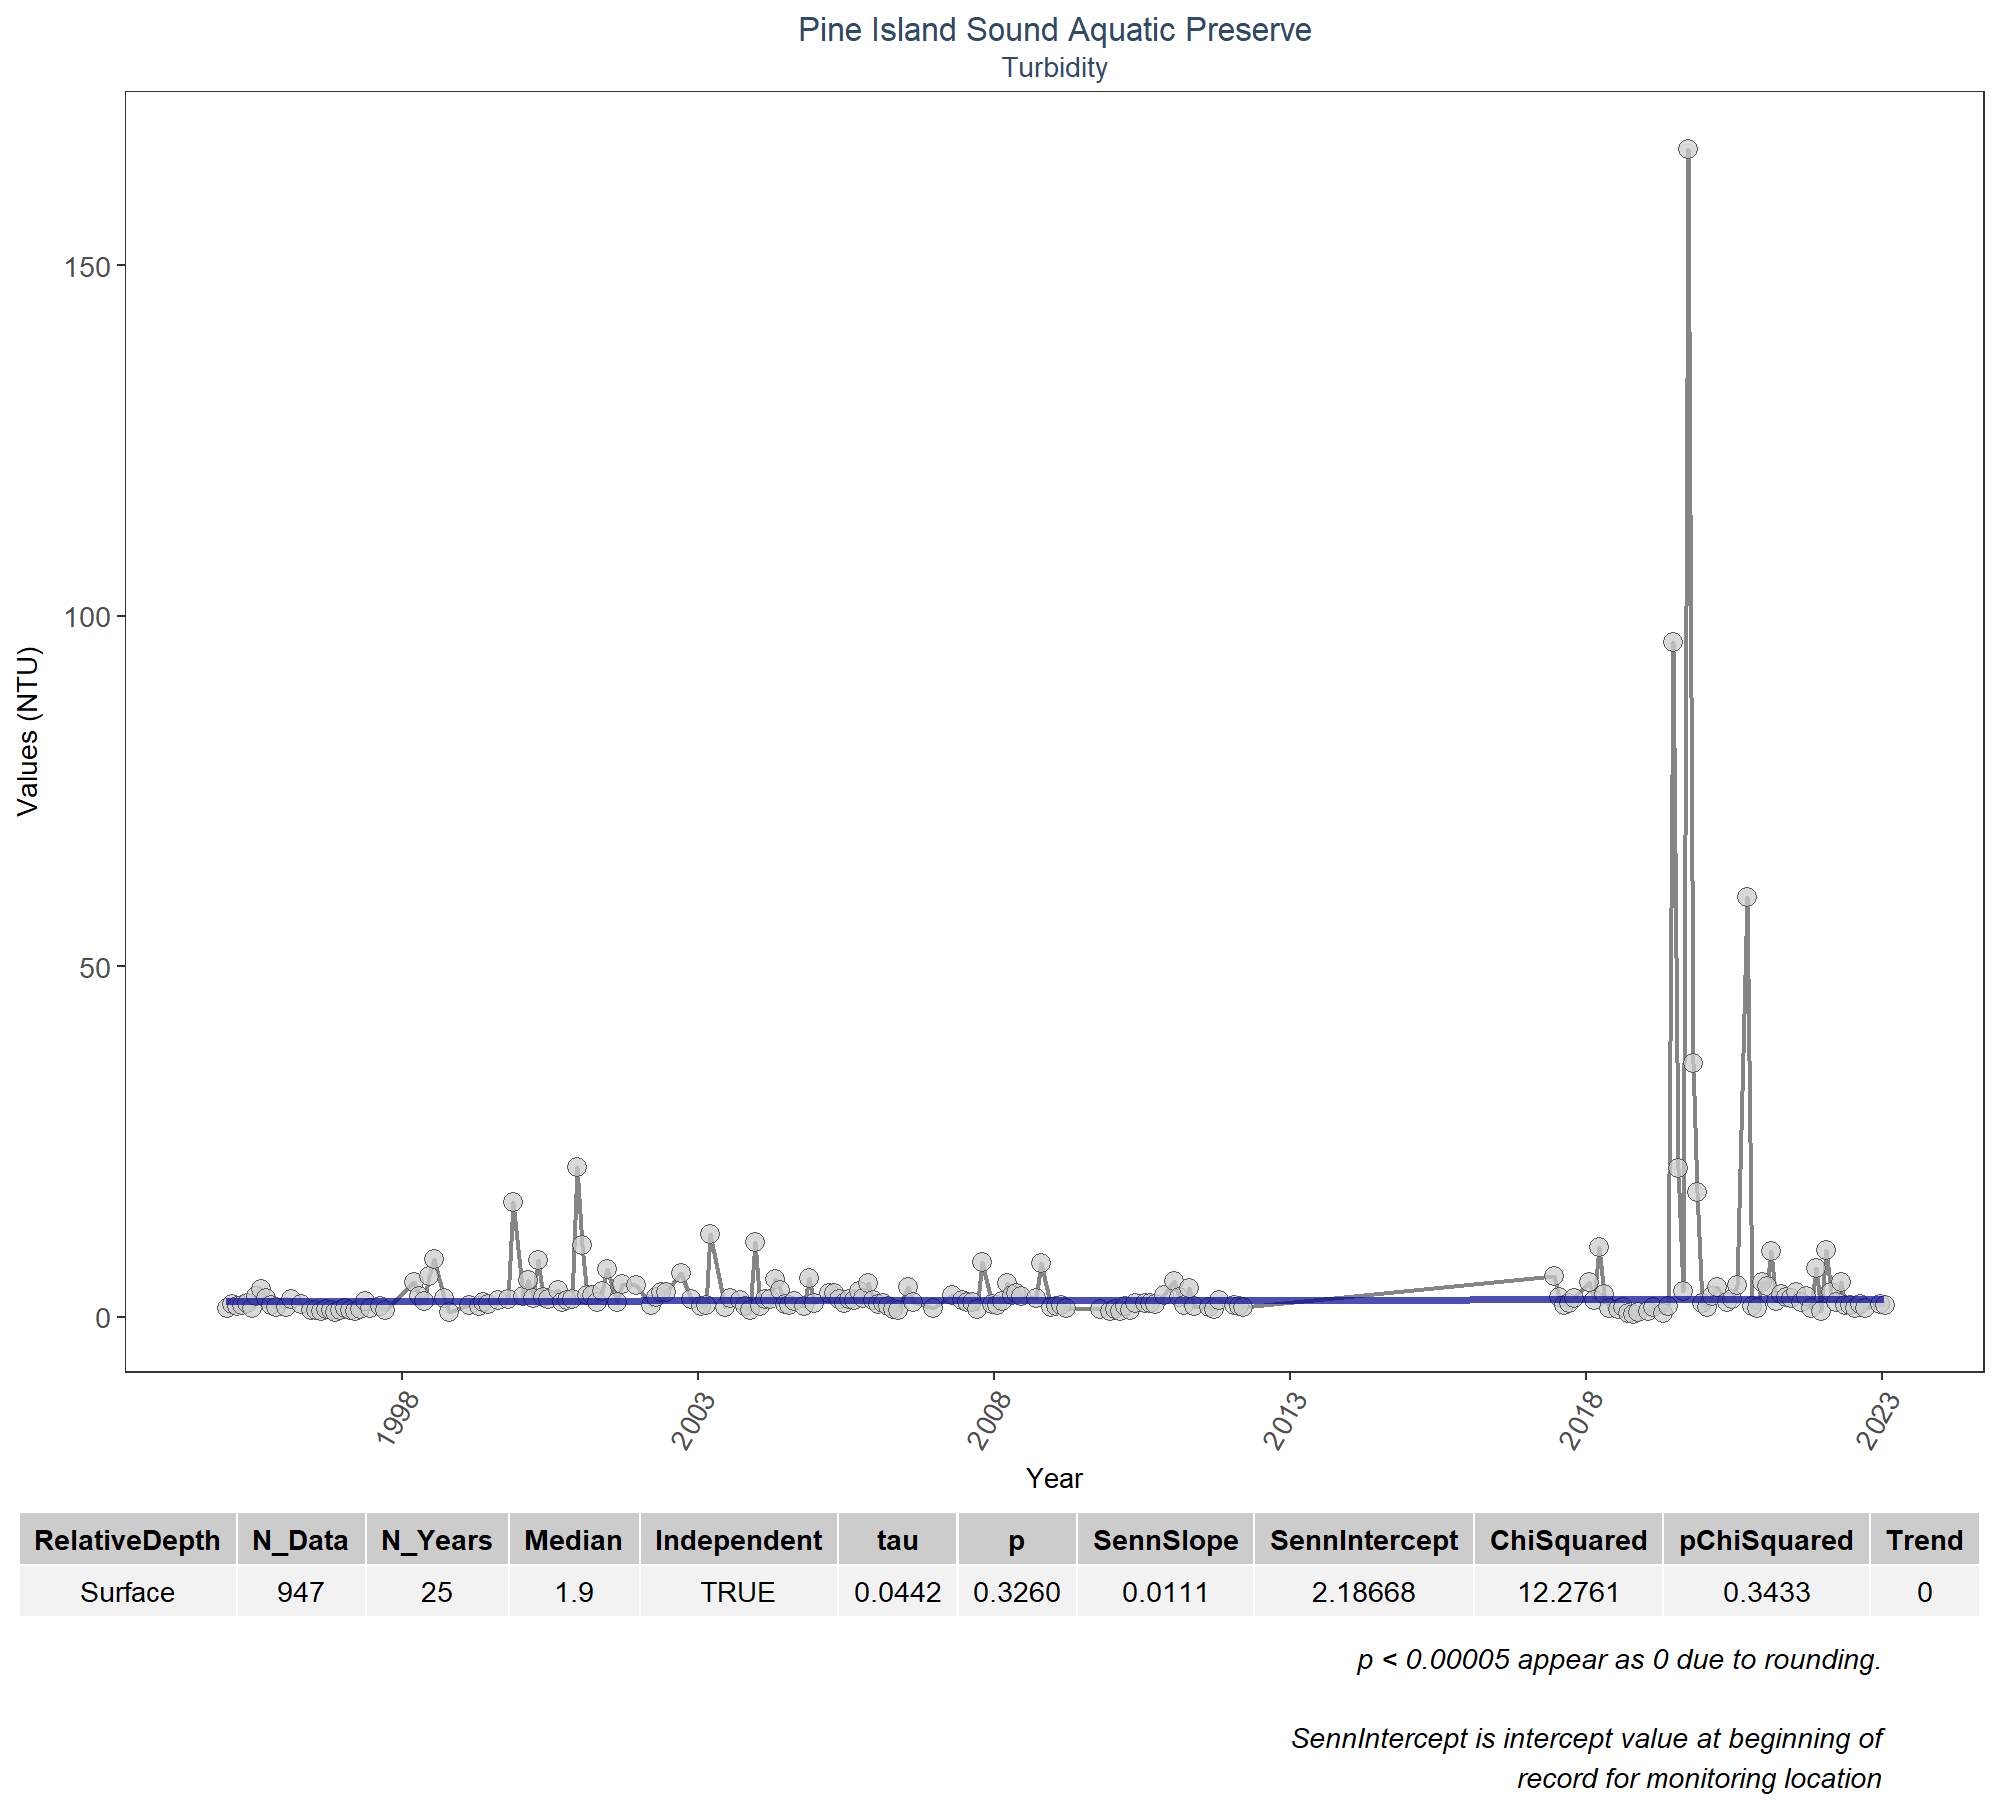 Pine Island Sound Aquatic Preserve
Turbidity
Values (NTU)
150
100
50
0
1998 2003 2008 2013 2018 2023
Year
RelativeDepth N_Data N_Years Median Independent tau p SennSlope SennIntercept ChiSquared pChiSquared Trend
Surface 947 25 1.9 TRUE 0.0442 0.3260 0.0111 2.18668 12.2761 0.3433 0
p < 0.00005 appear as 0 due to rounding.
SennIntercept is intercept value at beginning of
record for monitoring location